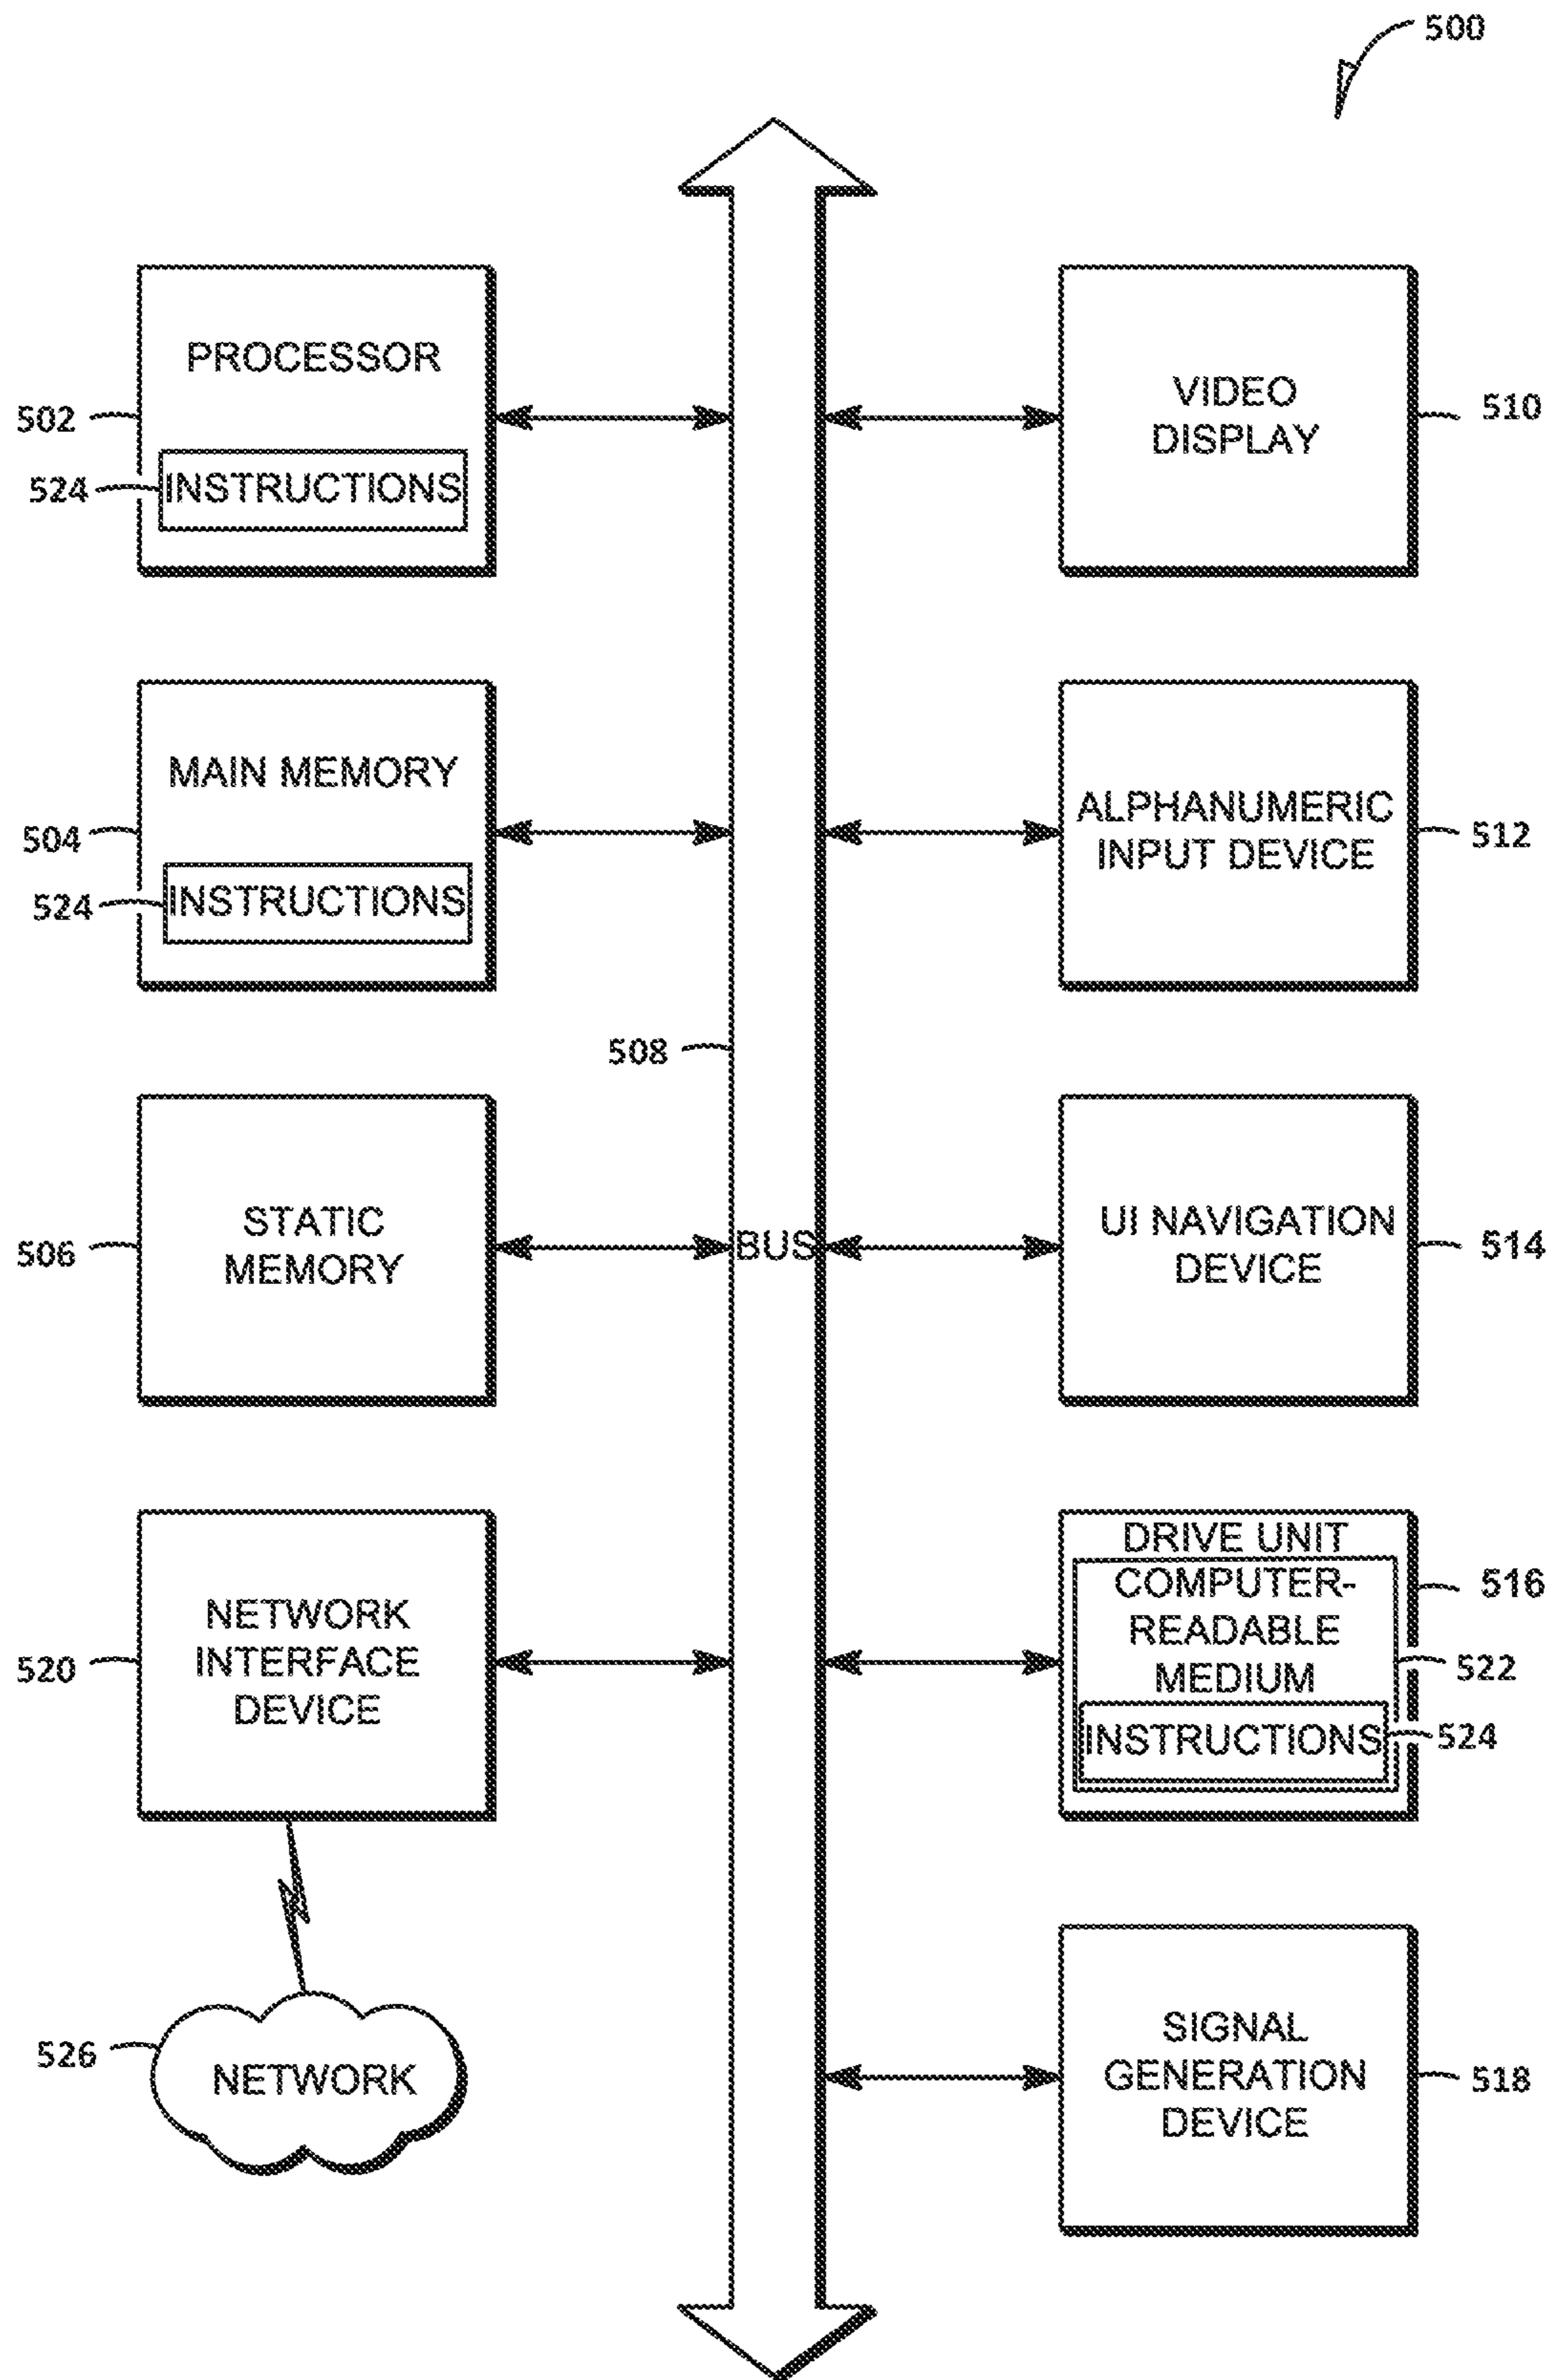 500
PROCESSOR
502
524
INSTRUCTIONS
VIDEO
DISPLAY
510
MAIN MEMORY
504
524
INSTRUCTIONS
ALPHANUMERIC
INPUT DEVICE
512
508
STATIC
MEMORY
506
BUS
UI NAVIGATION
DEVICE
514
NETWORK
INTERFACE
DEVICE
520
DRIVE UNIT
COMPUTER-
READABLE
MEDIUM
516
522
INSTRUCTIONS
524
526
NETWORK
SIGNAL
GENERATION
DEVICE
518